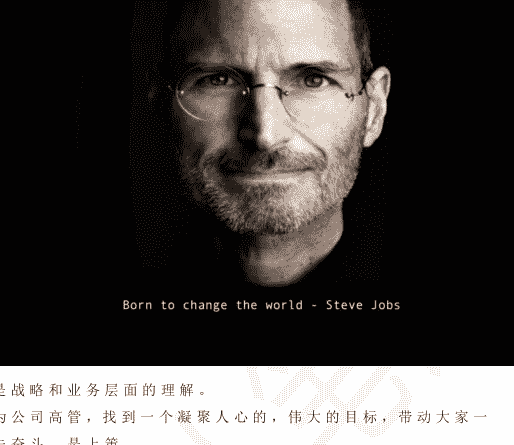 Born to change the world - Steve Jobs
是战略和业务层面的理解。
为公司高管，找到一个凝聚人心的，伟大的目标，带动大家一